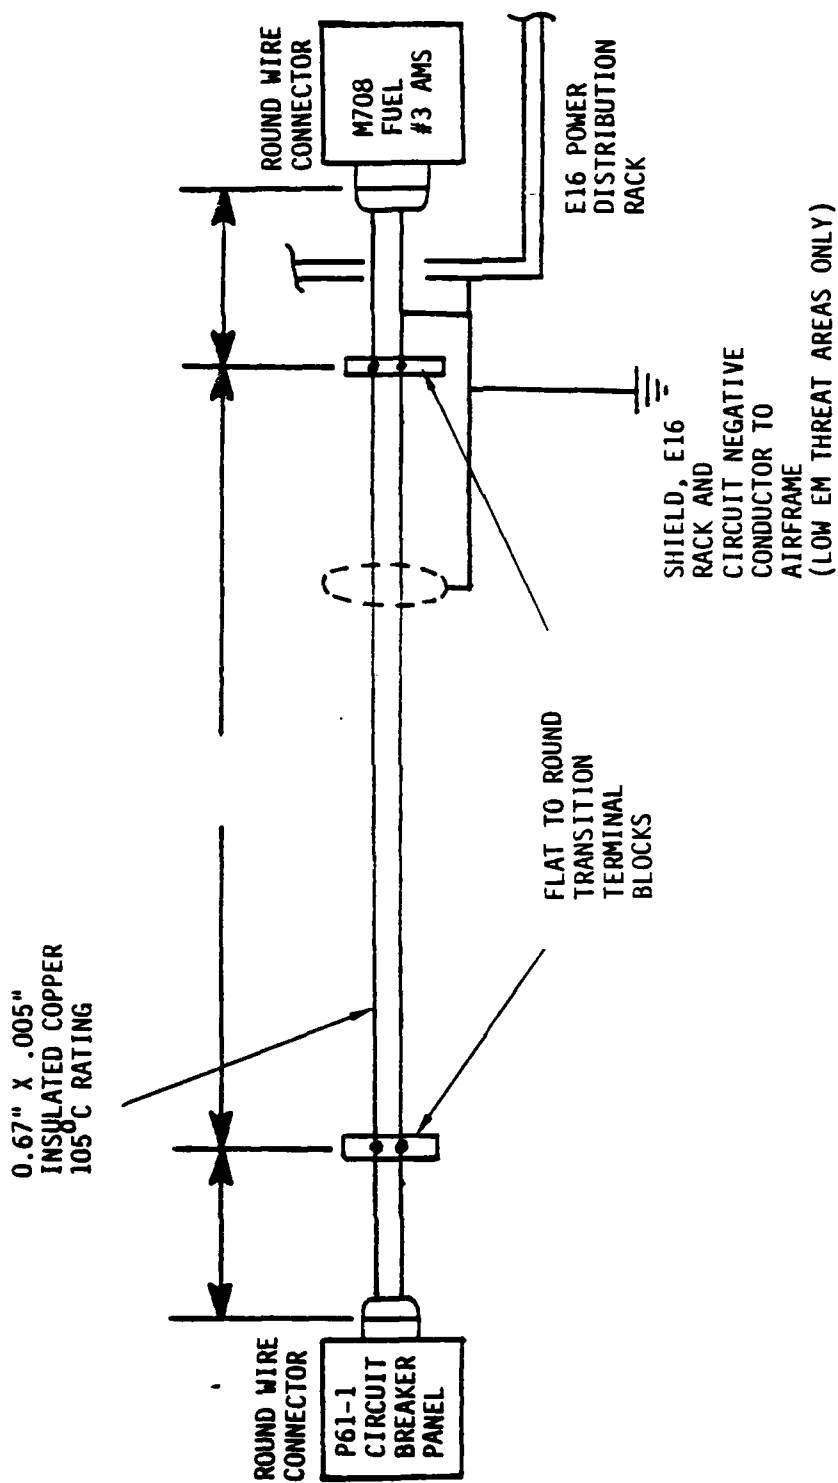 0.67" X .005"
INSULATED COPPER
105°C RATING
ROUND WIRE
CONNECTOR
P61-1
CIRCUIT
BREAKER
PANEL
FLAT TO ROUND
TRANSITION
TERMINAL
BLOCKS
ROUND WIRE
CONNECTOR
M708
FUEL
#3 AMS
E16 POWER
DISTRIBUTION
RACK
SHIELD, E16
RACK AND
CIRCUIT NEGATIVE
CONDUCTOR TO
AIRFRAME
(LOW EM THREAT AREAS ONLY)